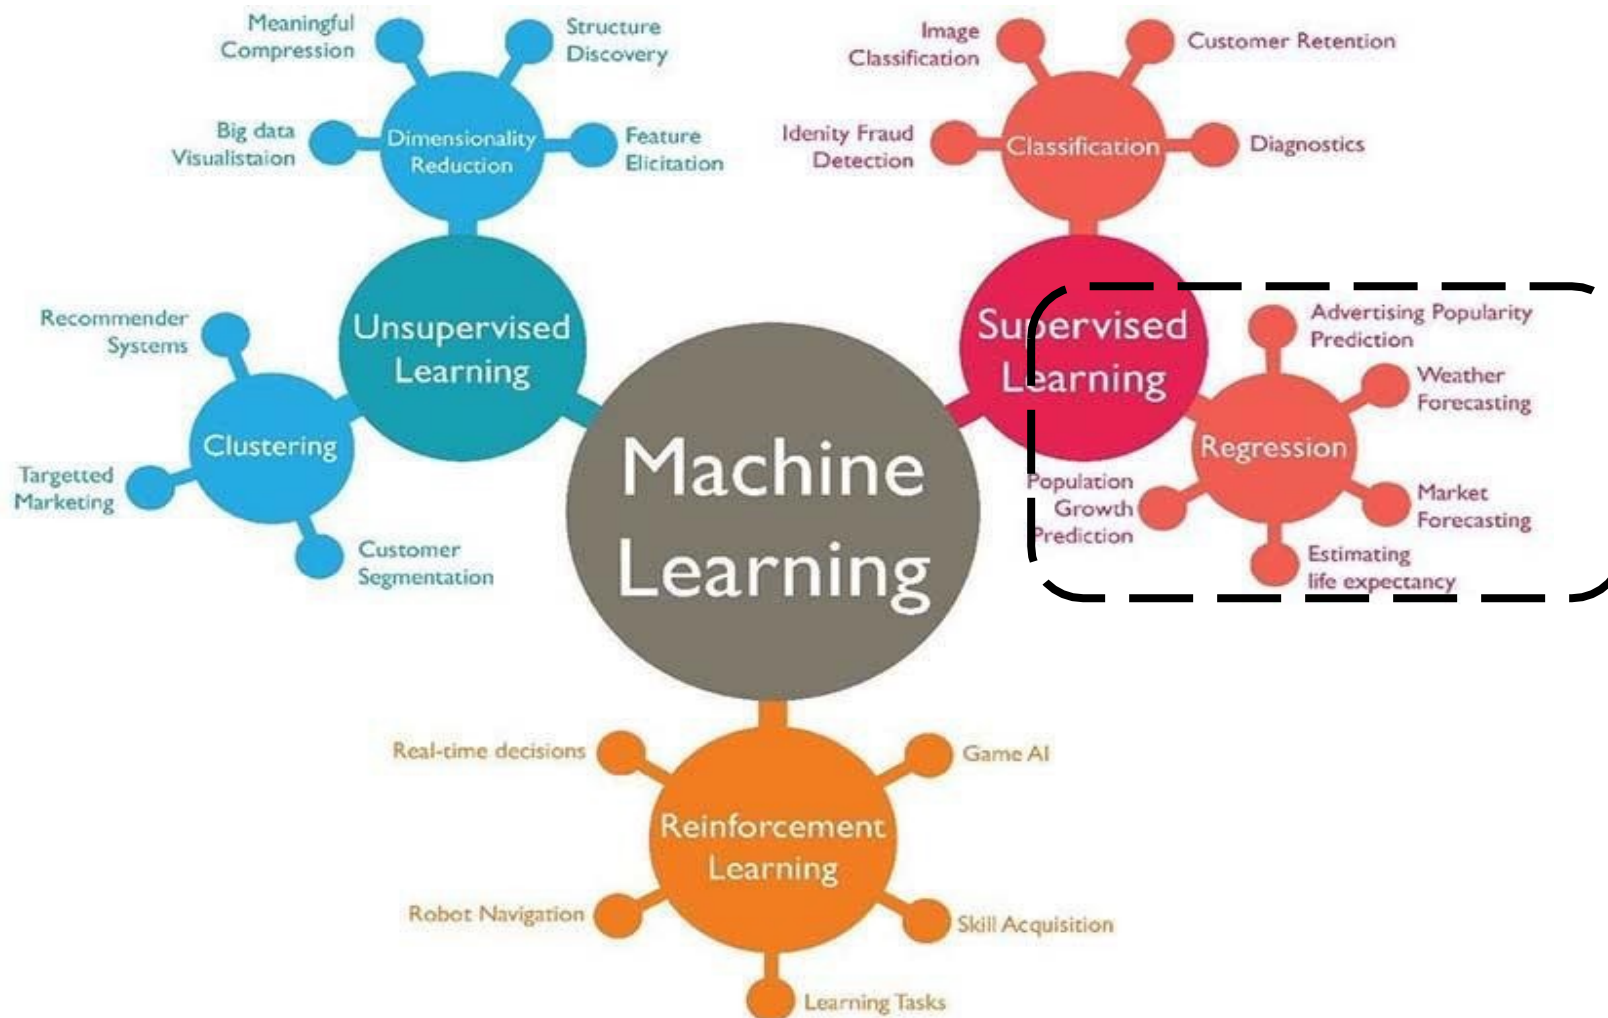 Meaningful
Compression
Structure
Discovery
Big data
Visualistaion
Dimensionality
Reduction
Feature
Elicitation
Image
Classification
Customer Retention
Idenity Fraud
Detection
Classification
Diagnostics
Recommender
Systems
Unsupervised
Learning
Clustering
Targetted
Marketing
Customer
Segmentation
Machine
Learning
Supervised
Learning
Advertising Popularity
Prediction
Weather
Forecasting
Regression
Population
Growth
Prediction
Market
Forecasting
Estimating
life expectancy
Real-time decisions
Game AI
Reinforcement
Learning
Robot Navigation
Skill Acquisition
Learning Tasks